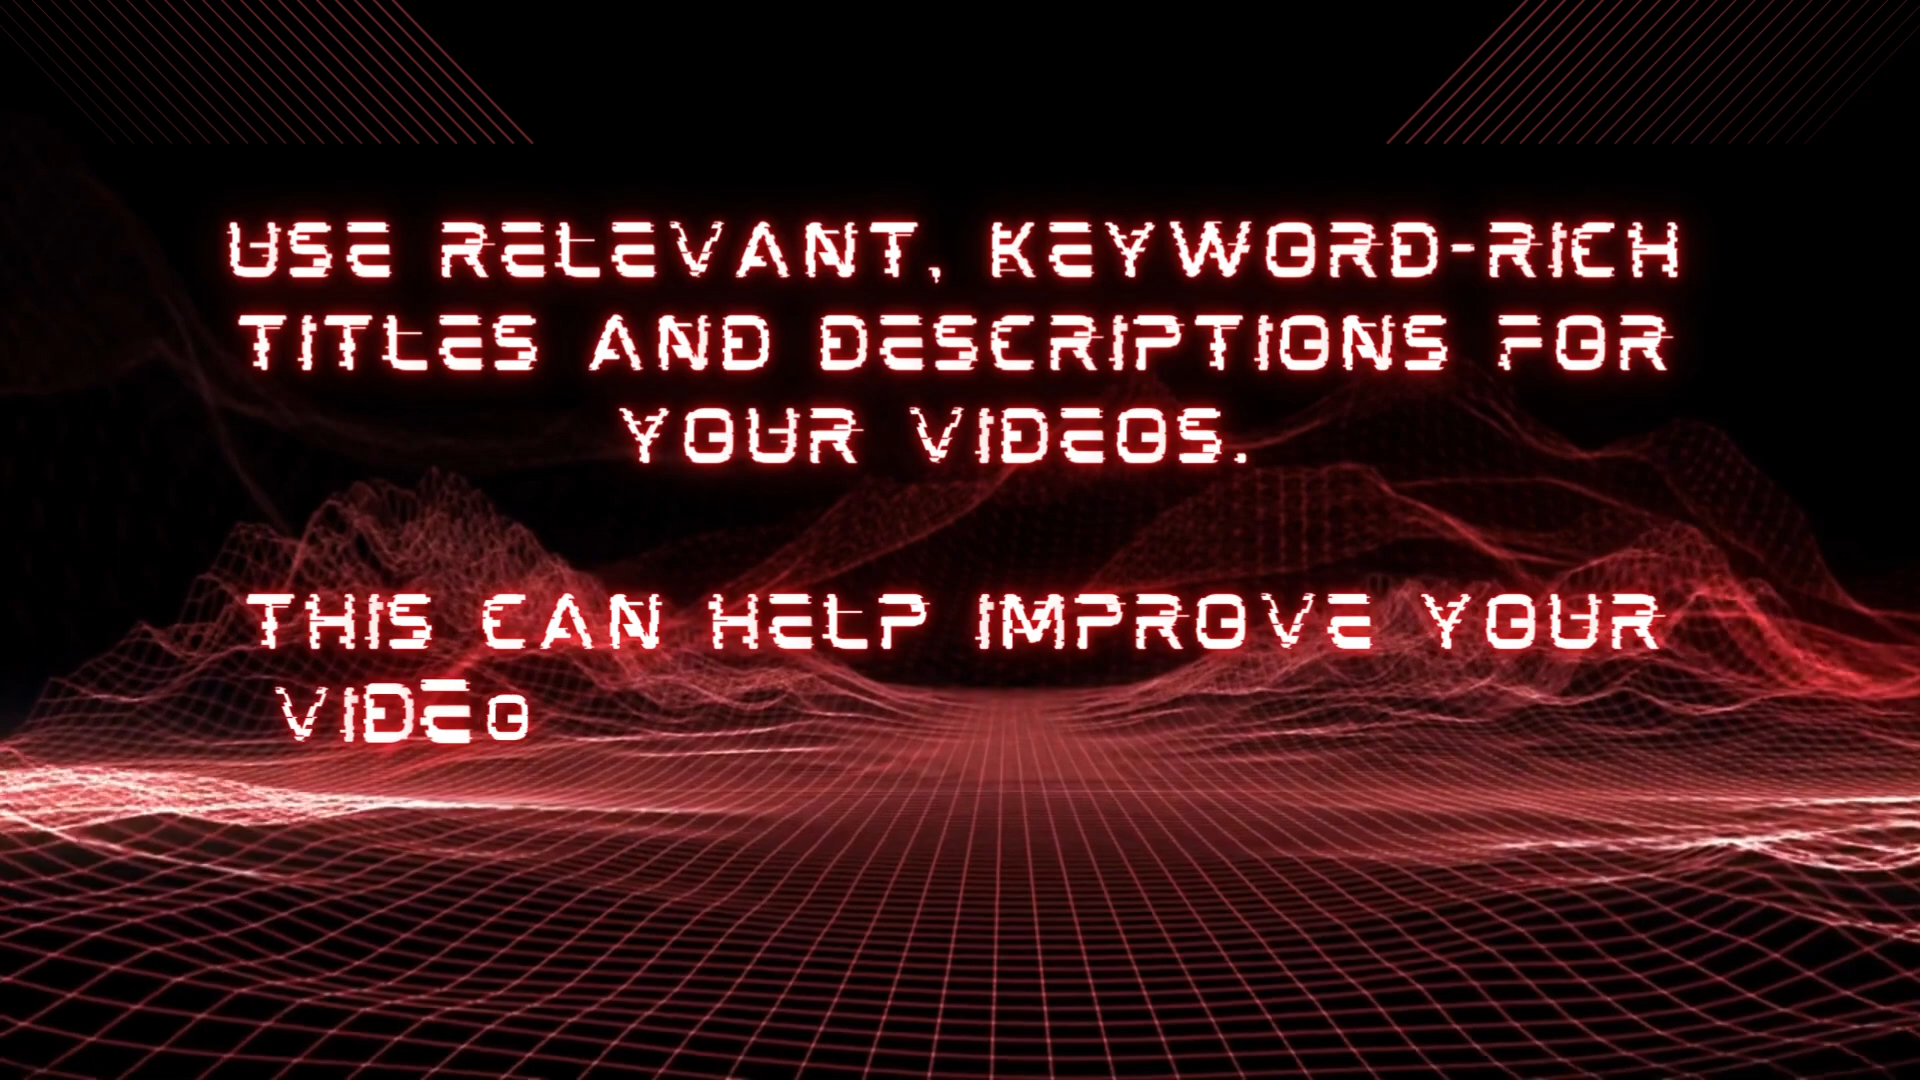 USE RELEVANT, KEYWORD-RICH
TITLES AND DESCRIPTIONS FOR
YOUR VIDEOS.
THIS CAN HELP IMPROVE YOUR
VIDEO